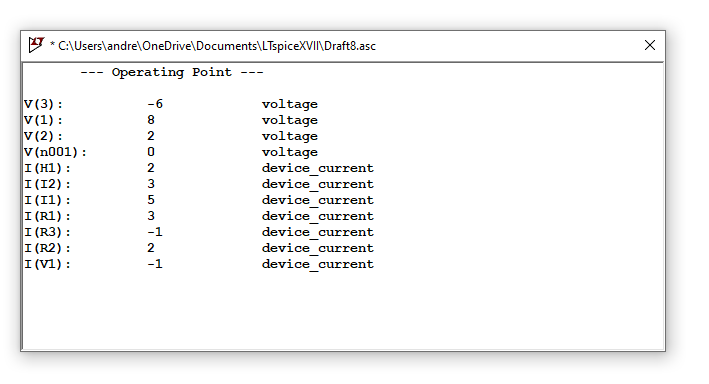 * C:\Users\andre\OneDrive\Documents\LTspiceXVII\Draft8.asc
--- Operating Point ---
V(3): -6 voltage
V(1): 8 voltage
V(2): 2 voltage
V(n001): 0 voltage
I(H1): 2 device_current
I(I2): 3 device_current
I(I1): 5 device_current
I(R1): 3 device_current
I(R3): -1 device_current
I(R2): 2 device_current
I(V1): -1 device_current